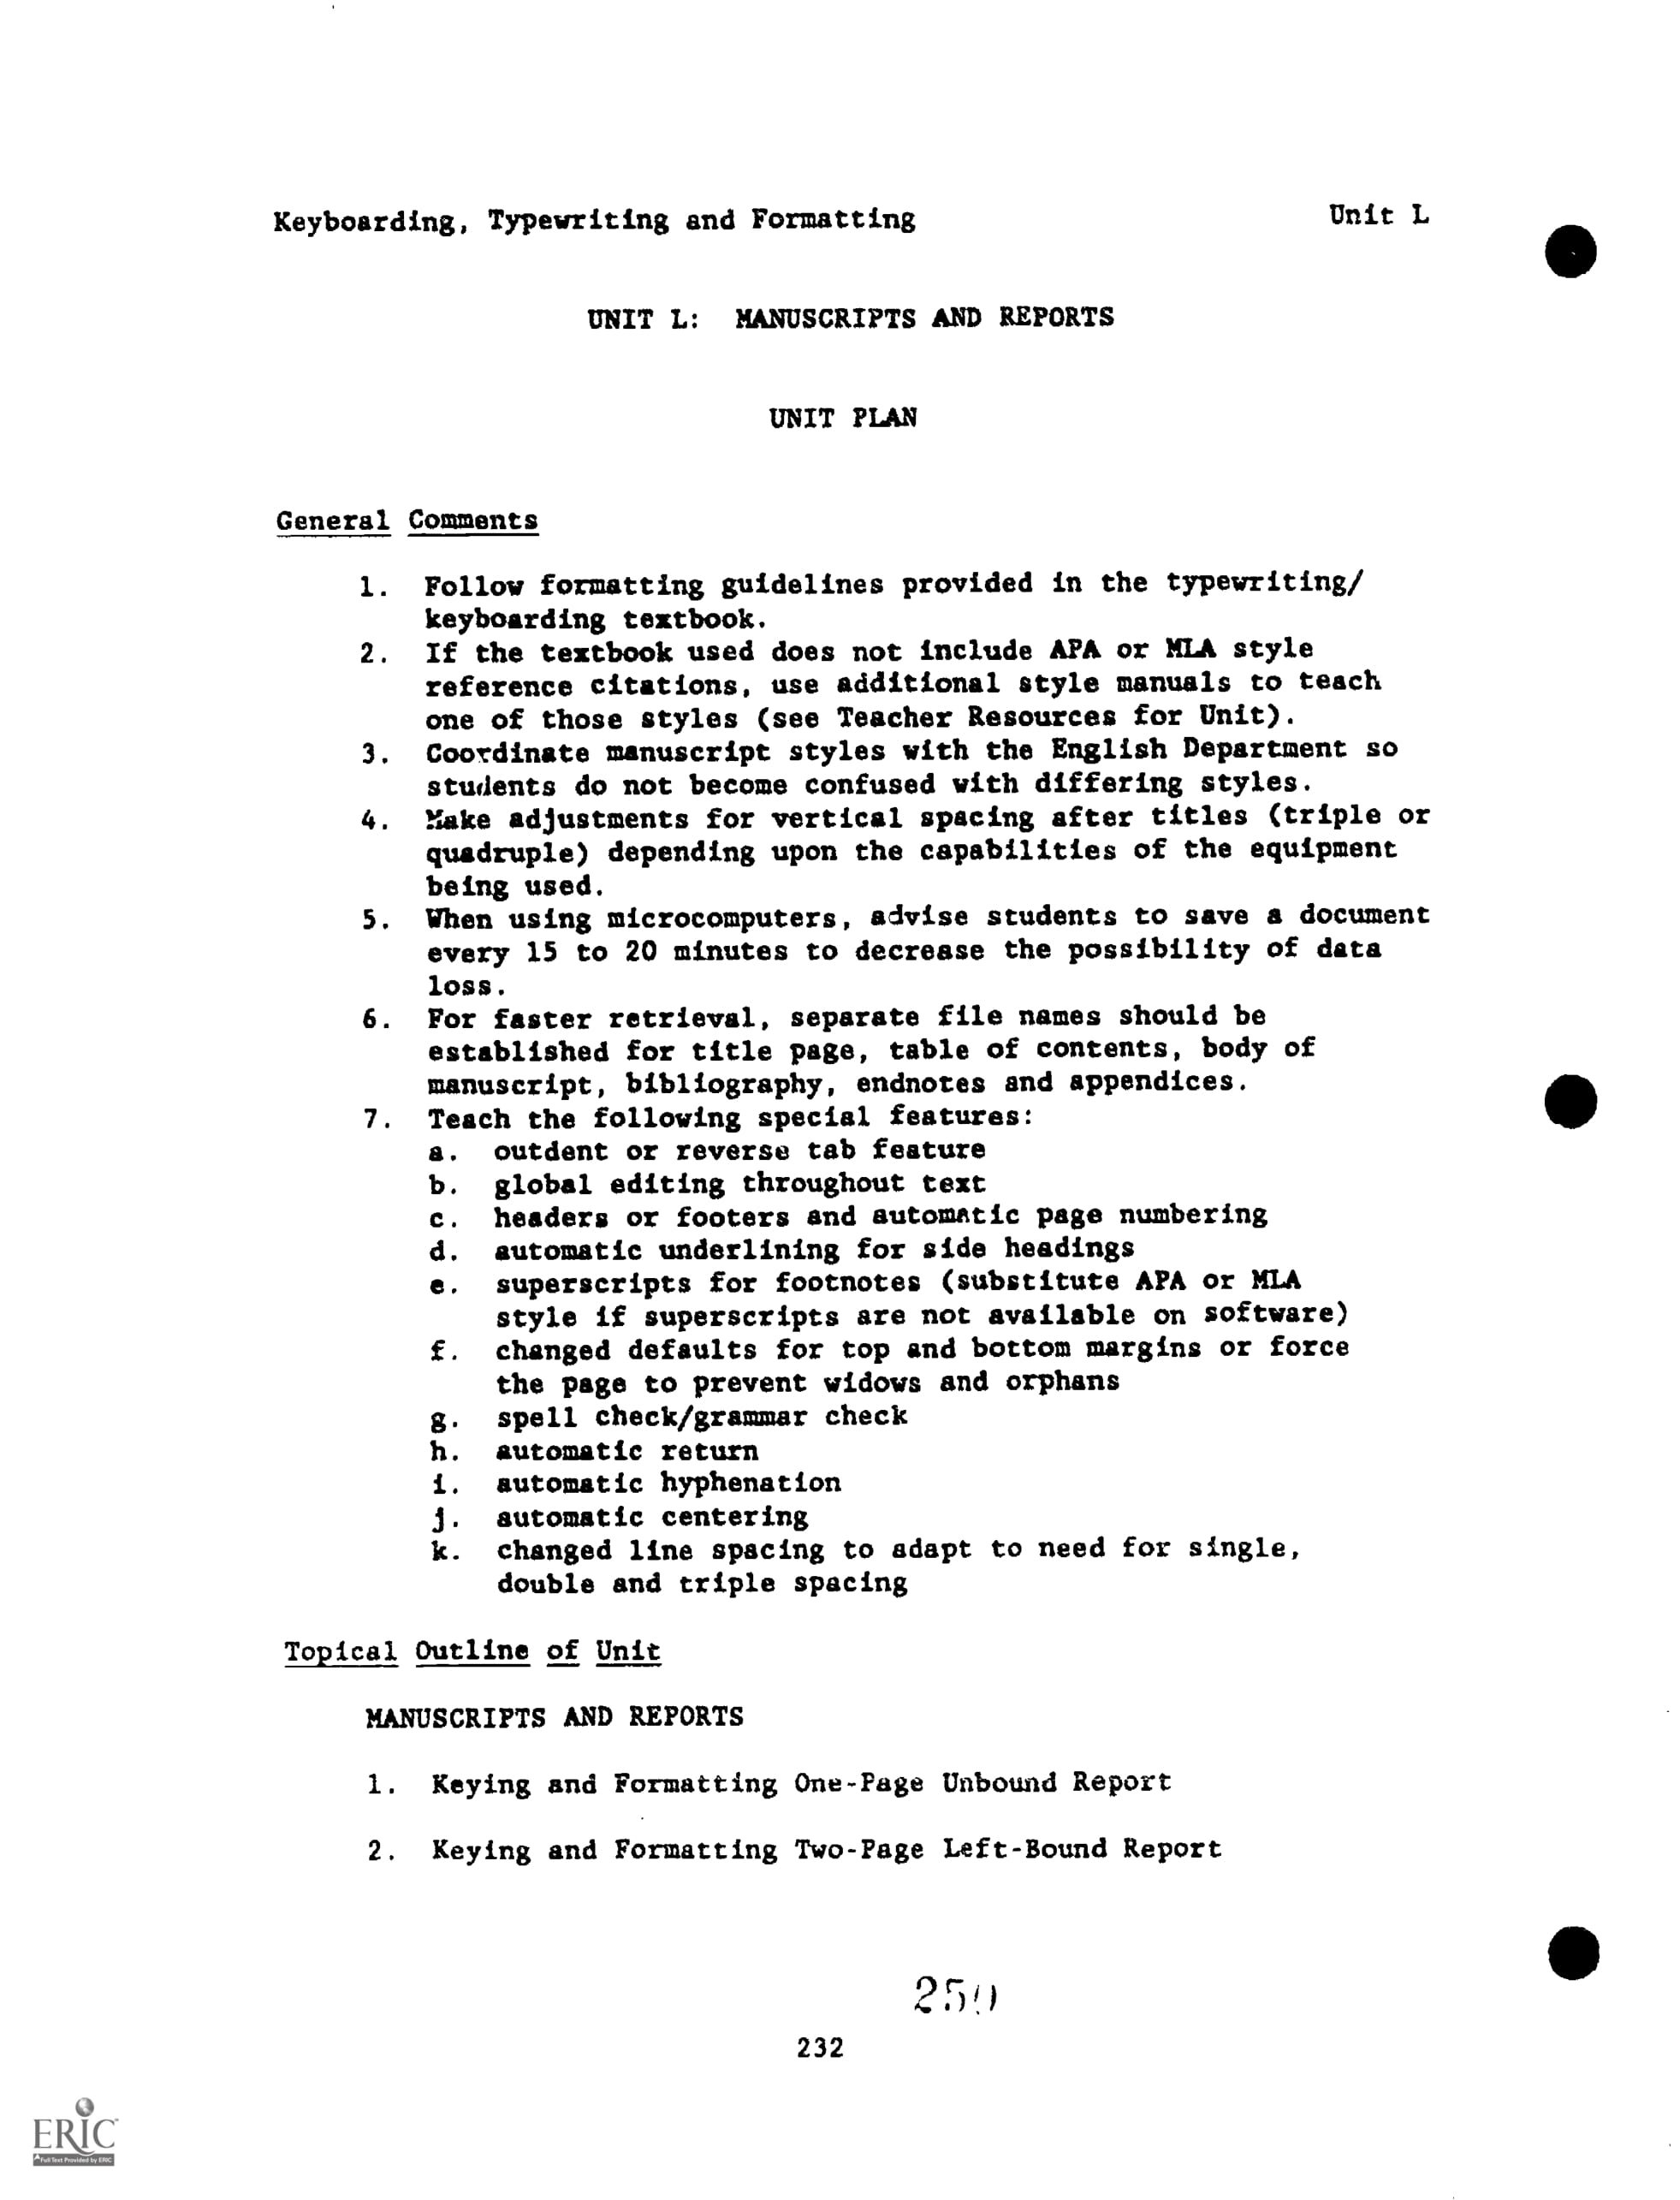 Keyboarding, Typewriting and Formatting Unit L
UNIT L: MANUSCRIPTS AND REPORTS
UNIT PLAN
General Comments
1. Follow formatting guidelines provided in the typewriting/
keyboarding textbook.
2. If the textbook used does not include APA or MLA style
reference citations, use additional style manuals to teach
one of those styles (see Teacher Resources for Unit).
3. Coordinate manuscript styles with the English Department so
students do not become confused with differing styles.
4. Make adjustments for vertical spacing after titles (triple or
quadruple) depending upon the capabilities of the equipment
being used.
5. When using microcomputers, advise students to save a document
every 15 to 20 minutes to decrease the possibility of data
loss.
6. For faster retrieval, separate file names should be
established for title page, table of contents, body of
manuscript, bibliography, endnotes and appendices.
7. Teach the following special features:
a. outdent or reverse tab feature
b. global editing throughout text
c. headers or footers and automatic page numbering
d. automatic underlining for side headings
e. superscripts for footnotes (substitute APA or MLA
style if superscripts are not available on software)
f. changed defaults for top and bottom margins or force
the page to prevent widows and orphans
g. spell check/grammar check
h. automatic return
i. automatic hyphenation
j. automatic centering
k. changed line spacing to adapt to need for single,
double and triple spacing
Topical Outline of Unit
MANUSCRIPTS AND REPORTS
1. Keying and Formatting One-Page Unbound Report
2. Keying and Formatting Two-Page Left-Bound Report
250
232
ERIC
Full Text Provided by ERIC